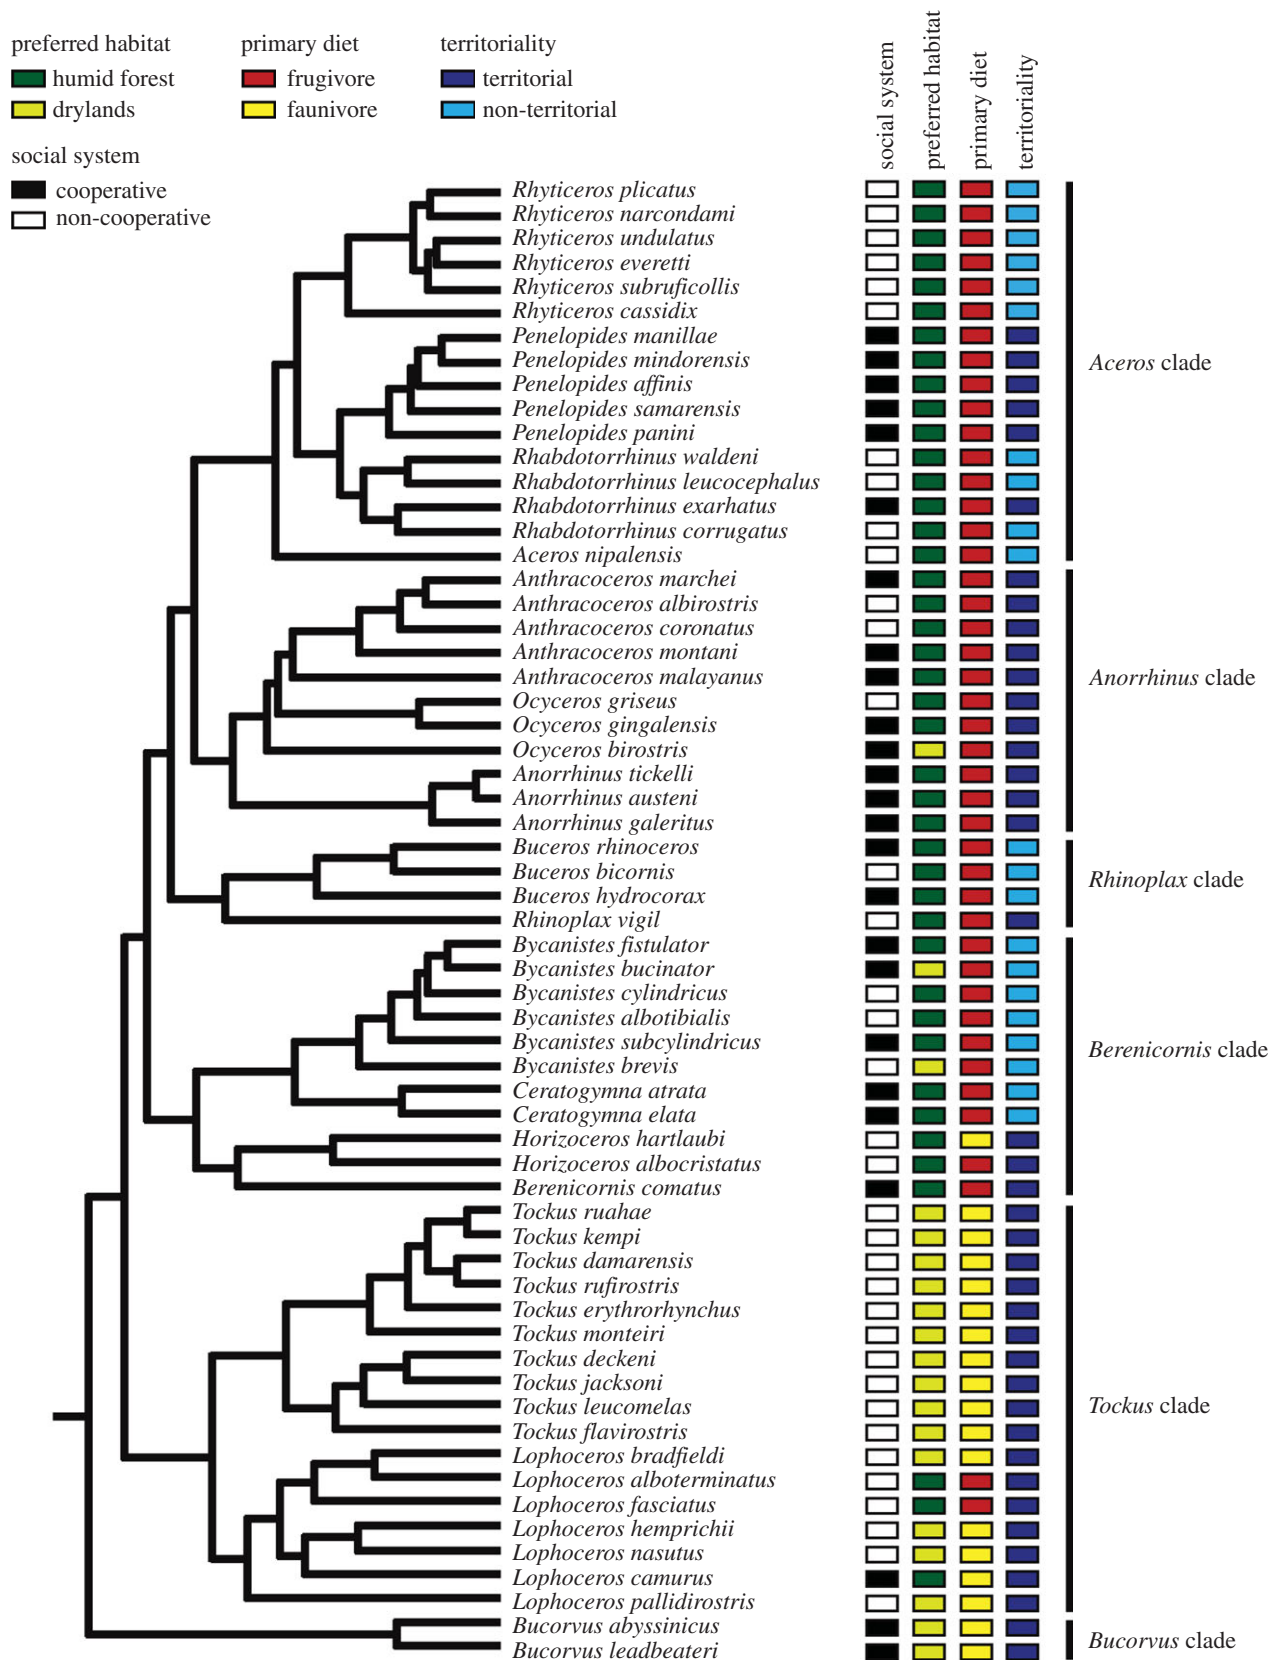 preferred habitat
humid forest
drylands
primary diet
frugivore
faunivore
territoriality
territorial
non-territorial
social system
cooperative
non-cooperative
social system
preferred habitat
primary diet
territoriality
Rhyticeros plicatus
Rhyticeros narcondami
Rhyticeros undulatus
Rhyticeros everetti
Rhyticeros subruficollis
Rhyticeros cassidix
Penelopides manillae
Penelopides mindorensis
Penelopides affinis
Penelopides samarensis
Penelopides panini
Rhabdotorrhinus waldeni
Rhabdotorrhinus leucocephalus
Rhabdotorrhinus exarhatus
Rhabdotorrhinus corrugatus
Aceros nipalensis
Anthracoceros marchei
Anthracoceros albirostris
Anthracoceros coronatus
Anthracoceros montani
Anthracoceros malayanus
Ocyceros griseus
Ocyceros gingalensis
Ocyceros birostris
Anorrhinus tickelli
Anorrhinus austeni
Anorrhinus galeritus
Buceros rhinoceros
Buceros bicornis
Buceros hydrocorax
Rhinoplax vigil
Bycanistes fistulator
Bycanistes bucinator
Bycanistes cylindricus
Bycanistes albotibialis
Bycanistes subcylindricus
Bycanistes brevis
Ceratogymna atrata
Ceratogymna elata
Horizoceros hartlaubi
Horizoceros albocristatus
Berenicornis comatus
Tockus ruahae
Tockus kempi
Tockus damarensis
Tockus rufirostris
Tockus erythrorhynchus
Tockus monteiri
Tockus deckeni
Tockus jacksoni
Tockus leucomelas
Tockus flavirostris
Lophoceros bradfieldi
Lophoceros alboterminatus
Lophoceros fasciatus
Lophoceros hemprichii
Lophoceros nasutus
Lophoceros camurus
Lophoceros pallidirostris
Bucorvus abyssinicus
Bucorvus leadbeateri
Aceros clade
Anorrhinus clade
Rhinoplax clade
Berenicornis clade
Tockus clade
Bucorvus clade